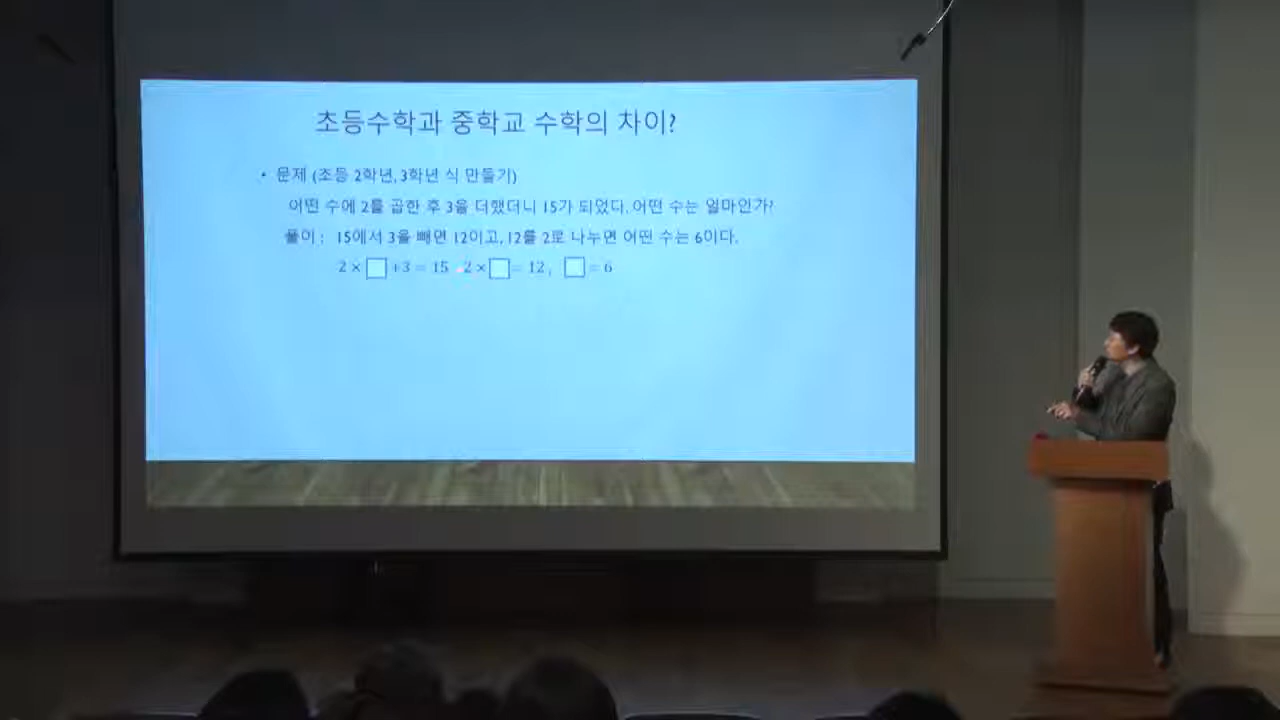 초등수학과 중학교 수학의 차이?
• 문제 (초등 2학년, 3학년 식 만들기)
어떤 수에 2를 곱한 후 3을 더했더니 15가 되었다. 어떤 수는 얼마인가?
풀이 : 15에서 3을 빼면 12이고, 12를 2로 나누면 어떤 수는 6이다.
2 × □ +3 = 15 2 × □ = 12, □ = 6